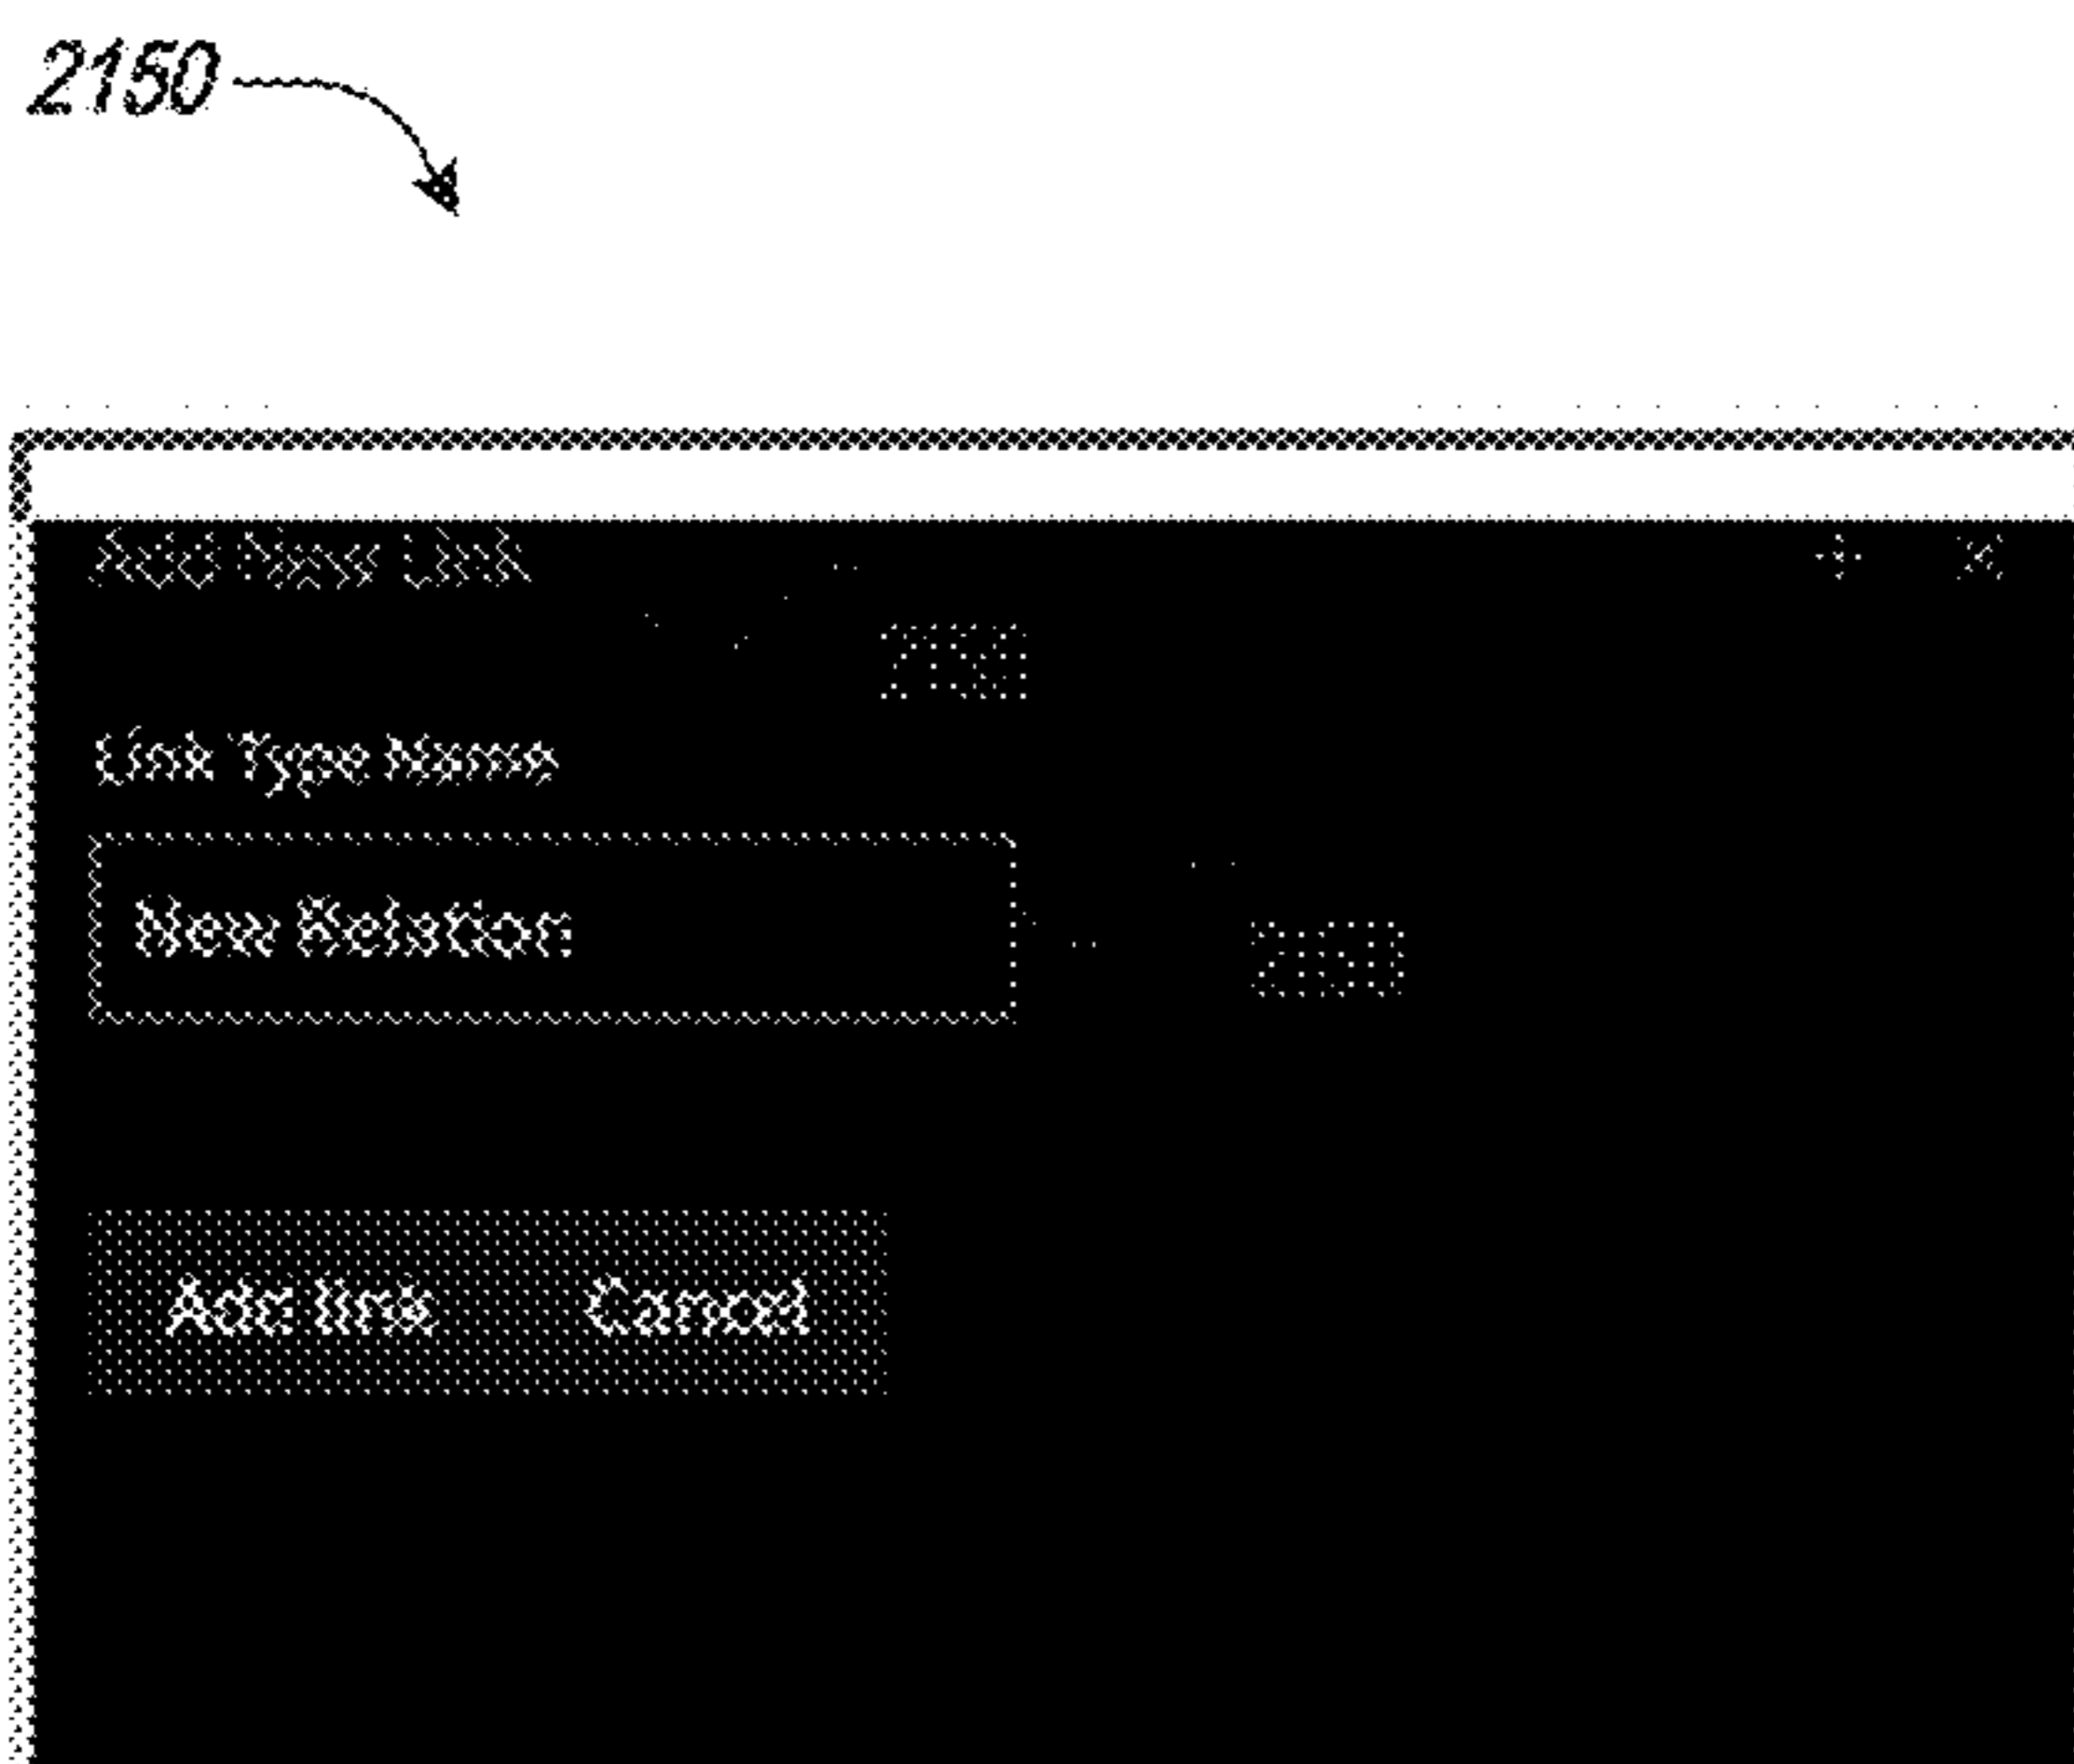 2150
Add New Link + ×
Link Type Name
New Relation
Add link Cancel